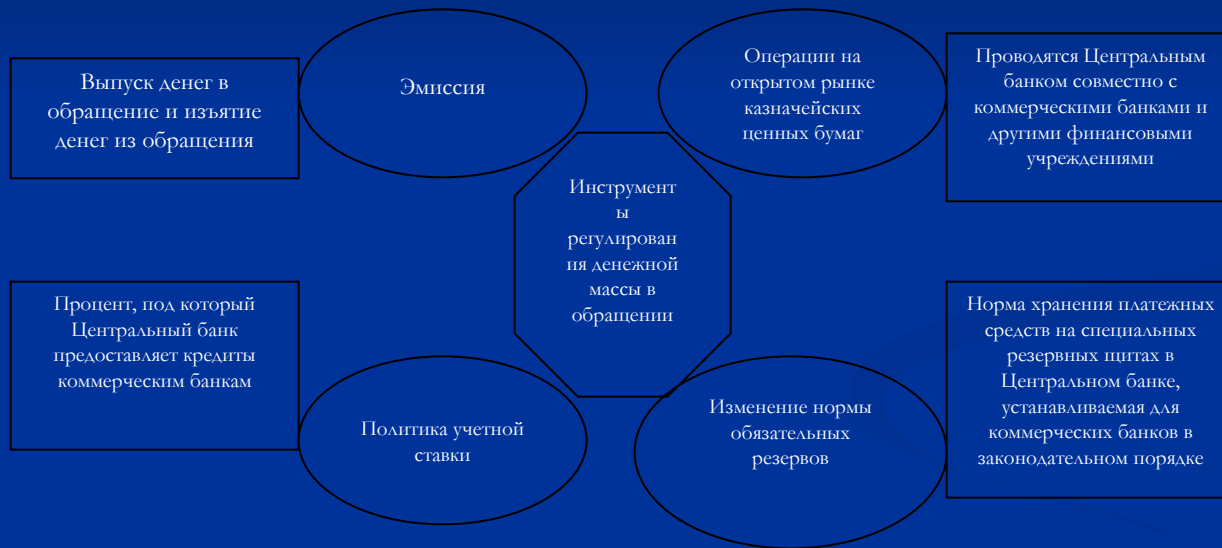 Выпуск денег в
обращение и изъятие
денег из обращения
Эмиссия
Операции на
открытом рынке
казначейских
ценных бумаг
Проводятся Центральным
банком совместно с
коммерческими банками и
другими финансовыми
учреждениями
Инструмент
ы
регулирован
ия денежной
массы в
обращении
Процент, под который
Центральный банк
предоставляет кредиты
коммерческим банкам
Политика учетной
ставки
Изменение нормы
обязательных
резервов
Норма хранения платежных
средств на специальных
резервных щитах в
Центральном банке,
устанавливаемая для
коммерческих банков в
законодательном порядке